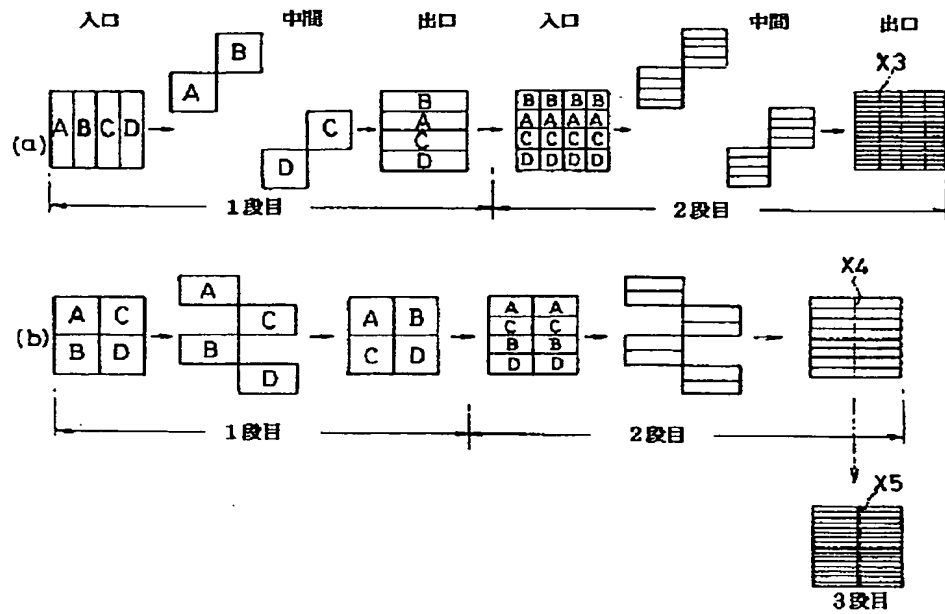 入口 中間 出口 入口 中間 出口
(a) A B C D
B
A
C
D
B
A
C
D
B B B B
A A A A
C C C C
D D D D
X3
1段目 2段目
(b)
A C
B D
A
C
B
D
A B
C D
A A
C C
B B
D D
X4
1段目 2段目
X5
3段目